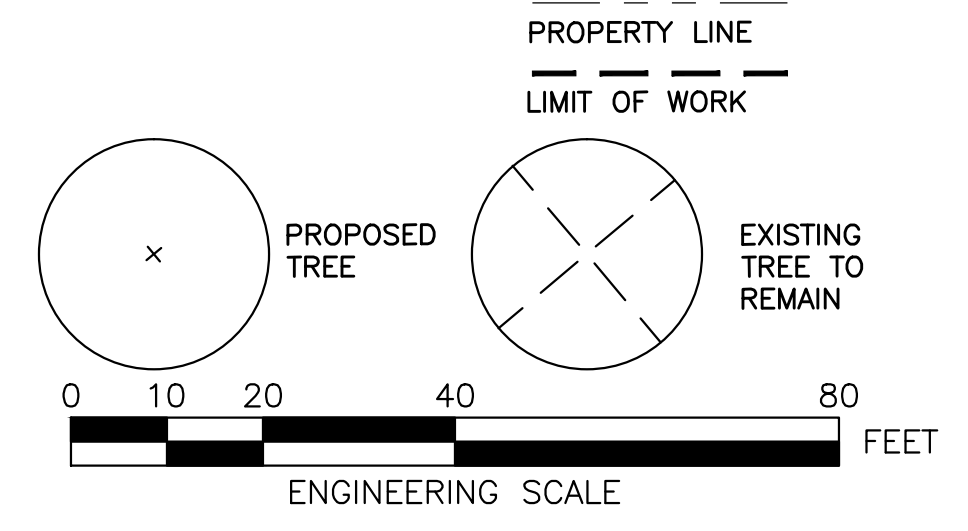 PROPERTY LINE
LIMIT OF WORK
PROPOSED
TREE
EXISTING
TREE TO
REMAIN
0 10 20 40 80
FEET
ENGINEERING SCALE